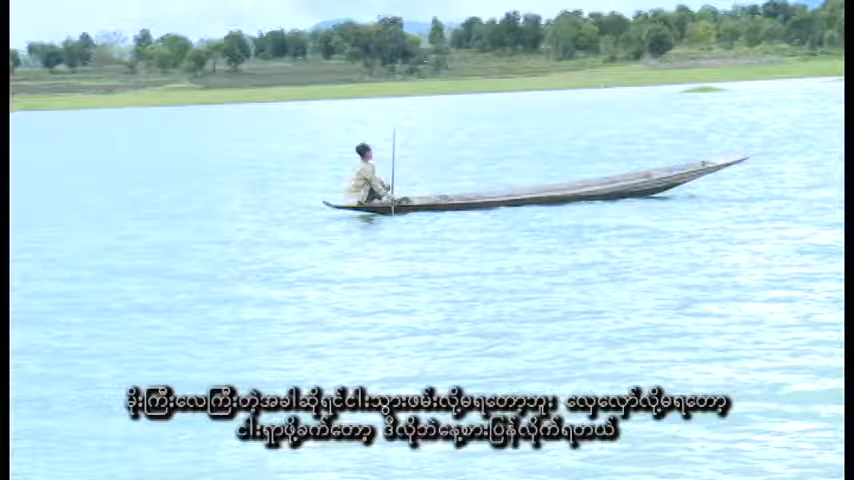 မိုးကြီးလေကြီးတဲ့အခါဆိုရင်ငါးသွားဖမ်းလို့မရတော့ဘူး လှေလှော်လို့မရတော့
ငါးရှာဖို့ခက်တော့ ဒီလိုဘဲနေ့စားပြန်လိုက်ရတယ်